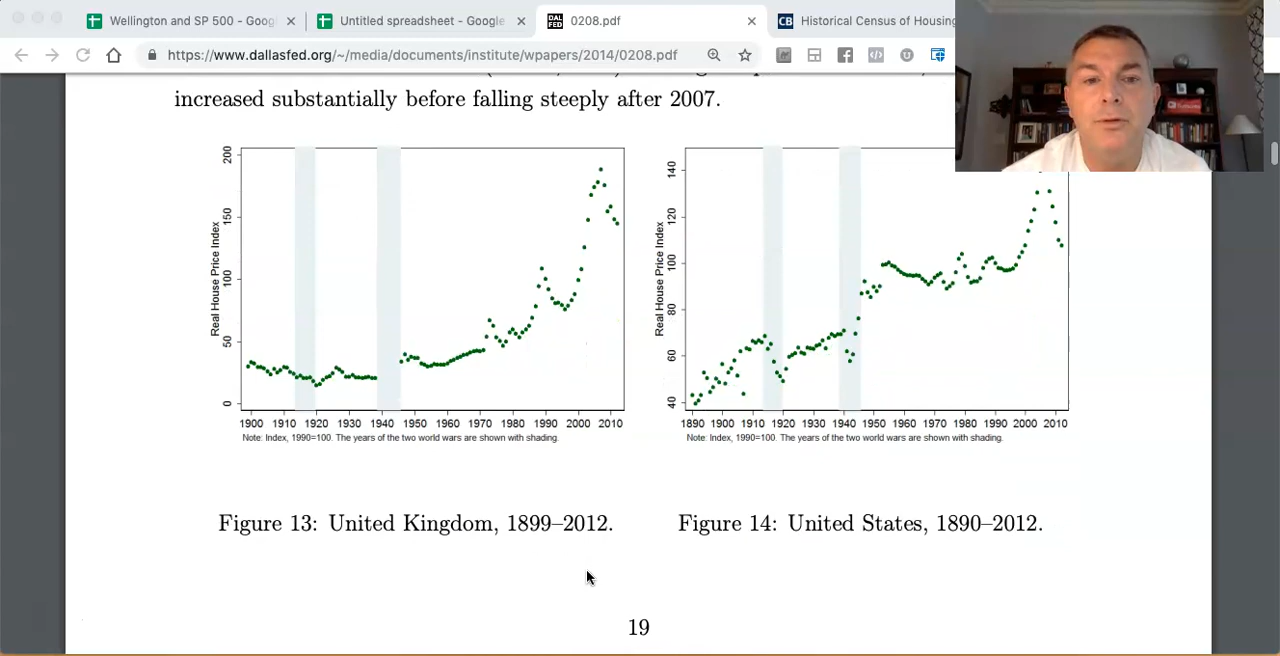 Wellington and SP 500 - Goog
Untitled spreadsheet - Google
DAL FED
0208.pdf
CB
Historical Census of Housing
https://www.dallasfed.org/~/media/documents/institute/wpapers/2014/0208.pdf
increased substantially before falling steeply after 2007.
Real House Price Index
200
150
100
50
0
1900 1910 1920 1930 1940 1950 1960 1970 1980 1990 2000 2010
Note: Index, 1990=100. The years of the two world wars are shown with shading.
Real House Price Index
140
120
100
80
60
40
1890 1900 1910 1920 1930 1940 1950 1960 1970 1980 1990 2000 2010
Note: Index, 1990=100. The years of the two world wars are shown with shading.
Figure 13: United Kingdom, 1899–2012.
Figure 14: United States, 1890–2012.
19